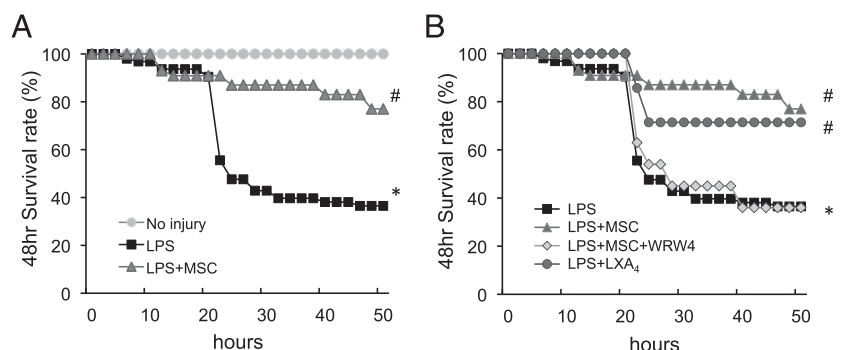 A
48hr Survival rate (%)
100
80
60
40
20
0
No injury
LPS
LPS+MSC
#
*
0 10 20 30 40 50
hours
B
48hr Survival rate (%)
100
80
60
40
20
0
LPS
LPS+MSC
LPS+MSC+WRW4
LPS+LXA₄
#
#
*
0 10 20 30 40 50
hours